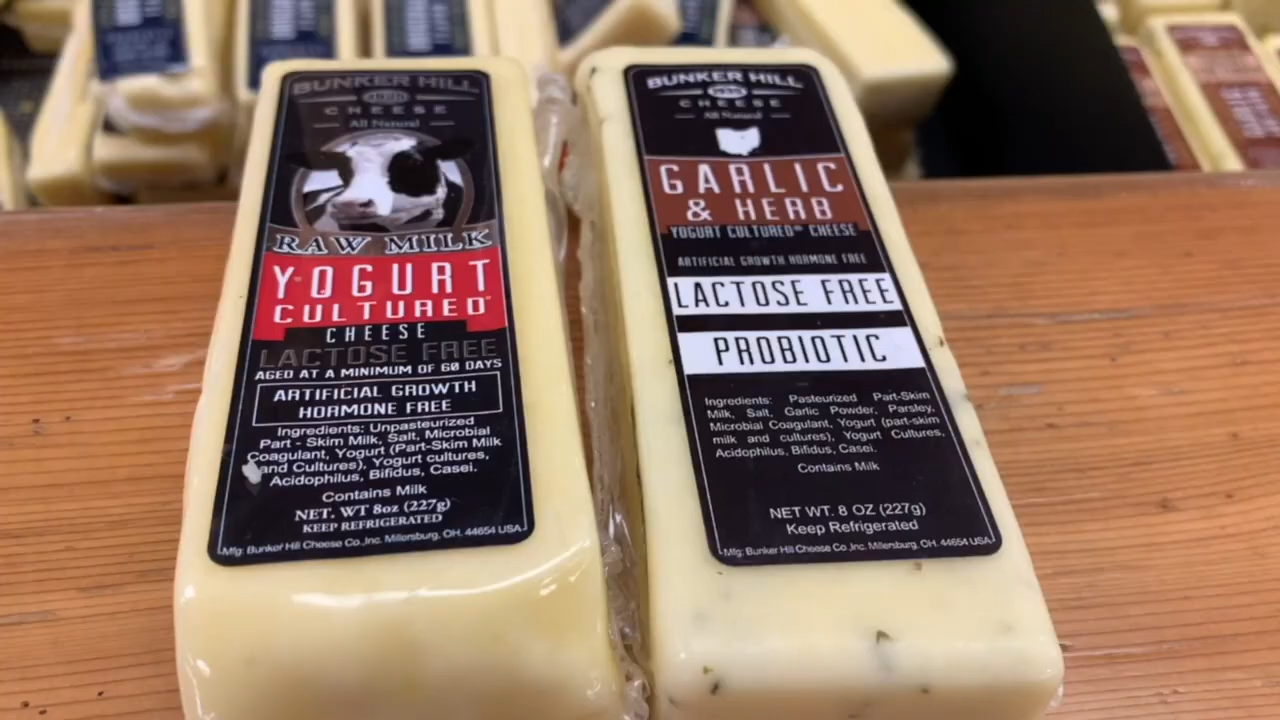 BUNKER HILL
1935
CHEESE
All Natural
RAW MILK
YOGURT
CULTURED®
CHEESE
LACTOSE FREE
AGED AT A MINIMUM OF 60 DAYS
ARTIFICIAL GROWTH
HORMONE FREE
Ingredients: Unpasteurized
Part - Skim Milk, Salt, Microbial
Coagulant, Yogurt (Part-Skim Milk
and Cultures), Yogurt cultures,
Acidophilus, Bifidus, Casei.
Contains Milk
NET. WT 8oz (227g)
KEEP REFRIGERATED
Mfg: Bunker Hill Cheese Co.,Inc. Millersburg, OH. 44654 USA
BUNKER HILL
1935
CHEESE
All Natural
GARLIC
& HERB
YOGURT CULTURED® CHEESE
ARTIFICIAL GROWTH HORMONE FREE
LACTOSE FREE
PROBIOTIC
Ingredients: Pasteurized Part-Skim
Milk, Salt, Garlic Powder, Parsley,
Microbial Coagulant, Yogurt (part-skim
milk and cultures), Yogurt Cultures,
Acidophilus, Bifidus, Casei.
Contains Milk
NET WT. 8 OZ (227g)
Keep Refrigerated
Mfg: Bunker Hill Cheese Co.,Inc. Millersburg, OH. 44654 USA